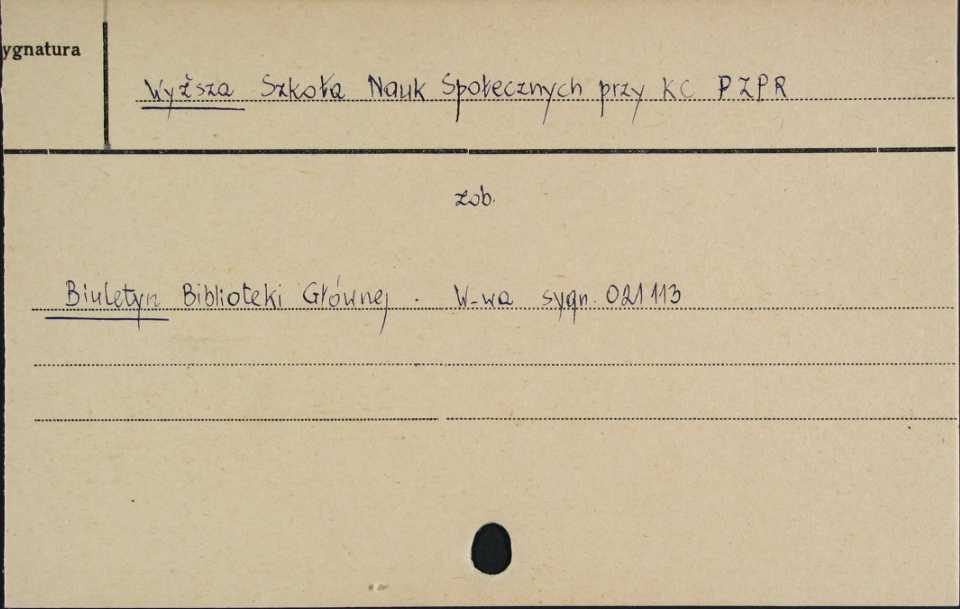 ygnatura
Wyższa Szkoła Nauk Społecznych przy KC PZPR
zob.
Biuletyn Biblioteki Głównej. W-wa sygn. 021113